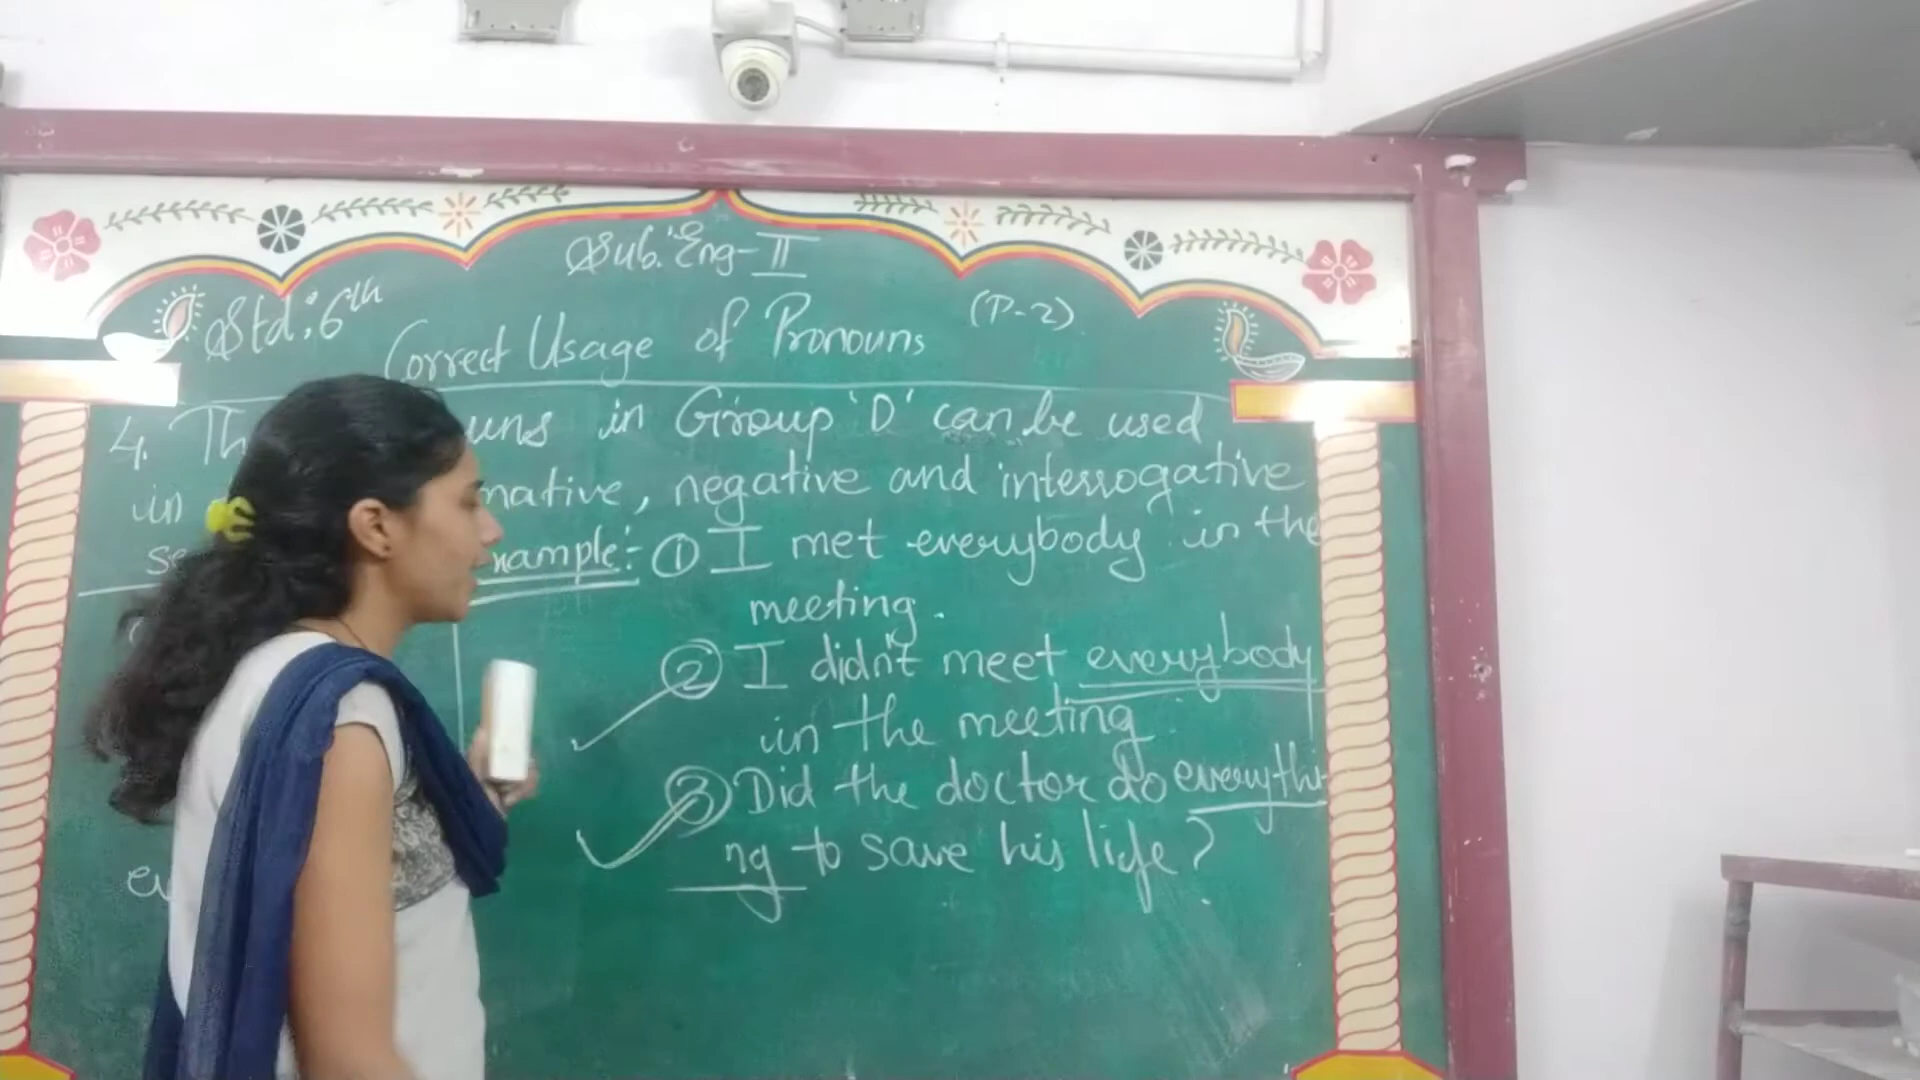 Sub: Eng-II
Std: 6th
Correct Usage of Pronouns (P-2)
4. Th uns in Group 'D' can be used
in mative, negative and interrogative
se xample:- ① I met everybody in the
meeting.
② I didn't meet everybody
in the meeting
③ Did the doctor do everythi-
ng to save his life?